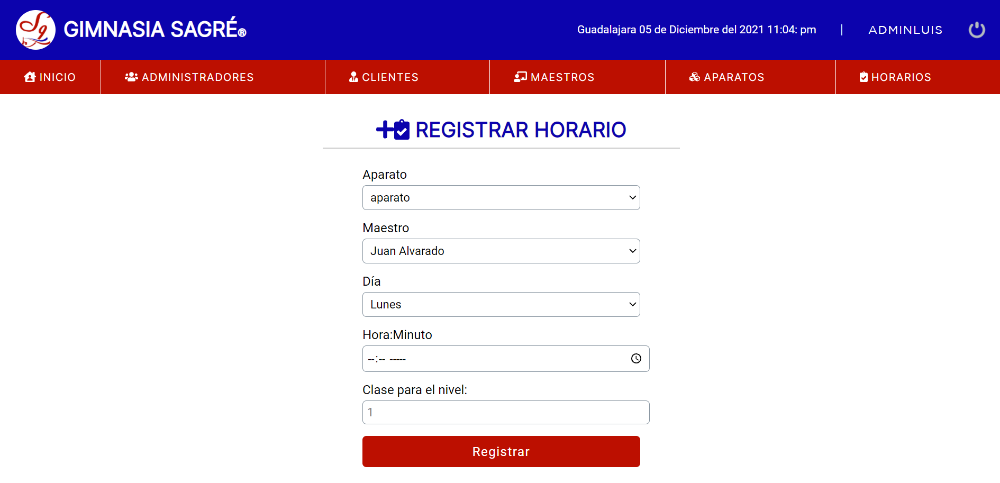 Sg GIMNASIA SAGRÉ® Guadalajara 05 de Diciembre del 2021 11:04: pm | ADMINLUIS
INICIO ADMINISTRADORES CLIENTES MAESTROS APARATOS HORARIOS
REGISTRAR HORARIO
Aparato
aparato
Maestro
Juan Alvarado
Día
Lunes
Hora:Minuto
--:-- -----
Clase para el nivel:
1
Registrar